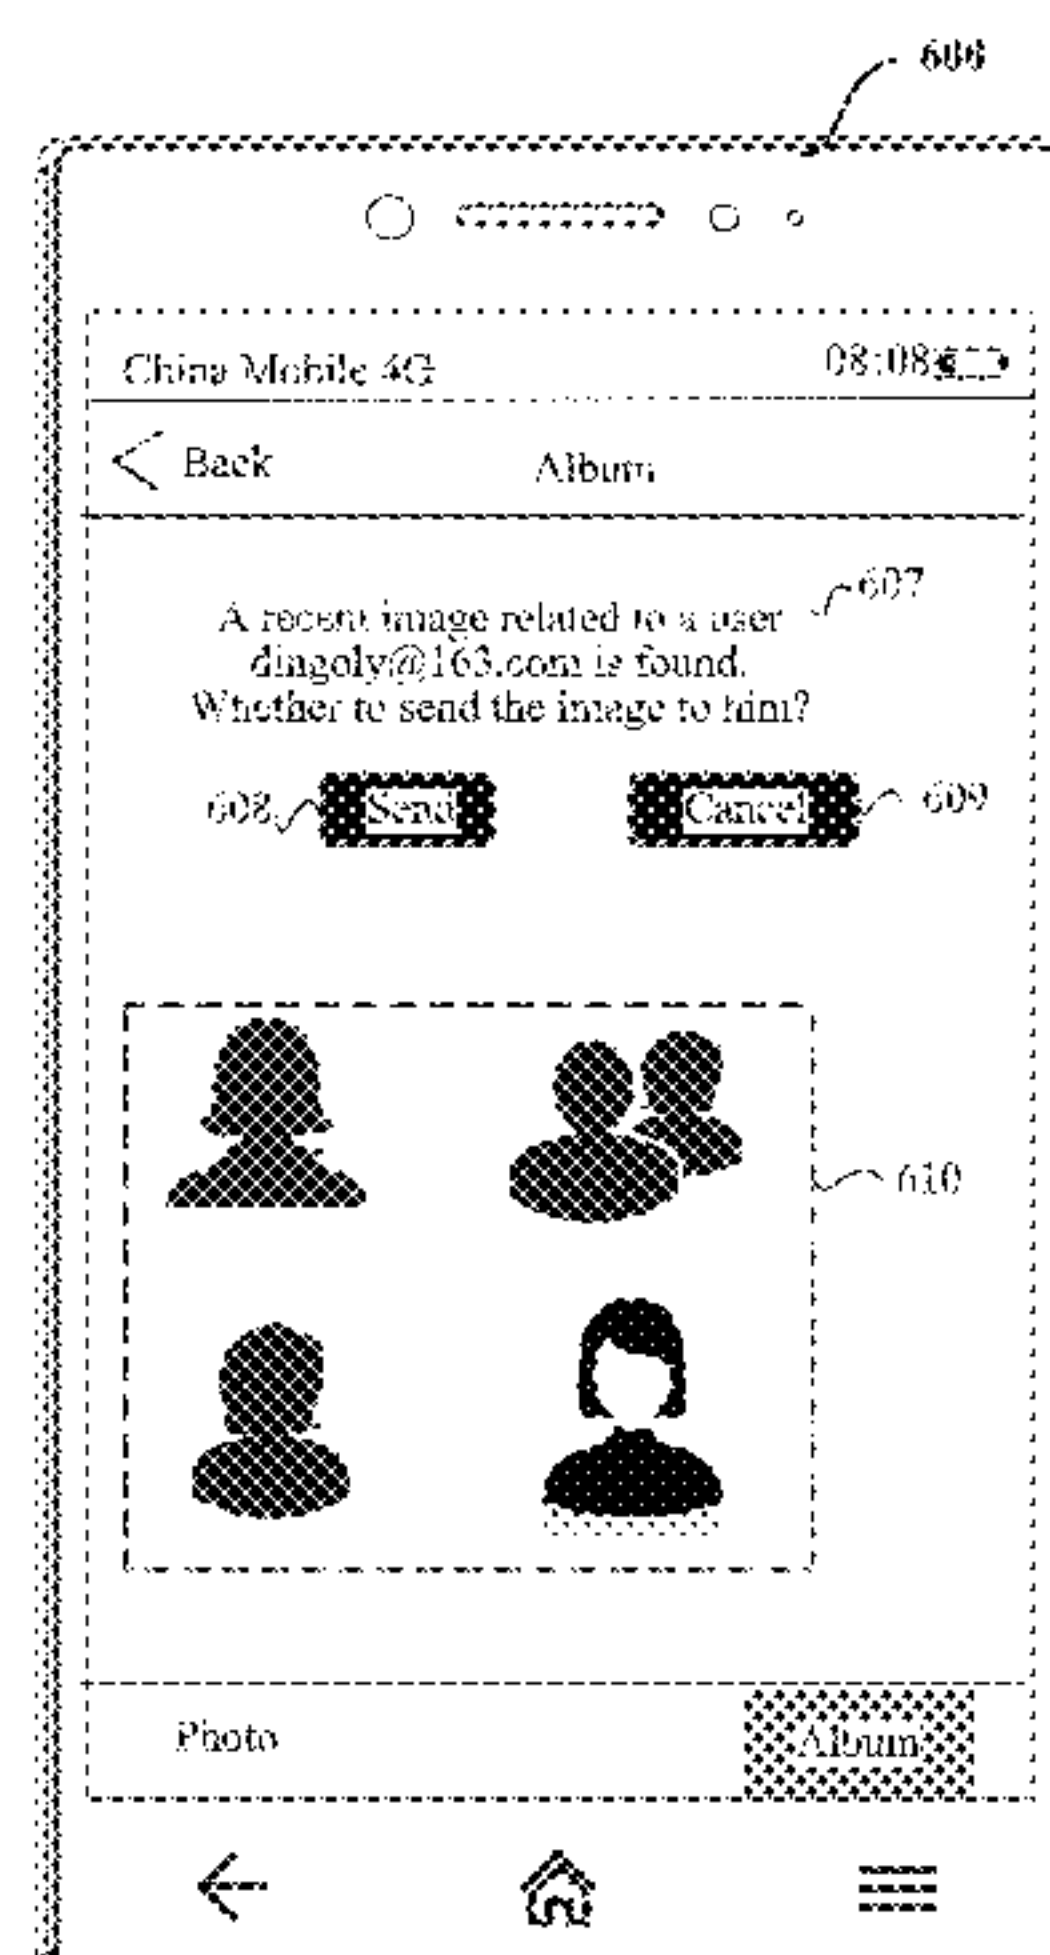 606
China Mobile 4G 08:08
Back Album
607
A recent image related to a user
dingoly@163.com is found.
Whether to send the image to him?
608 Send Cancel 609
610
Photo Album